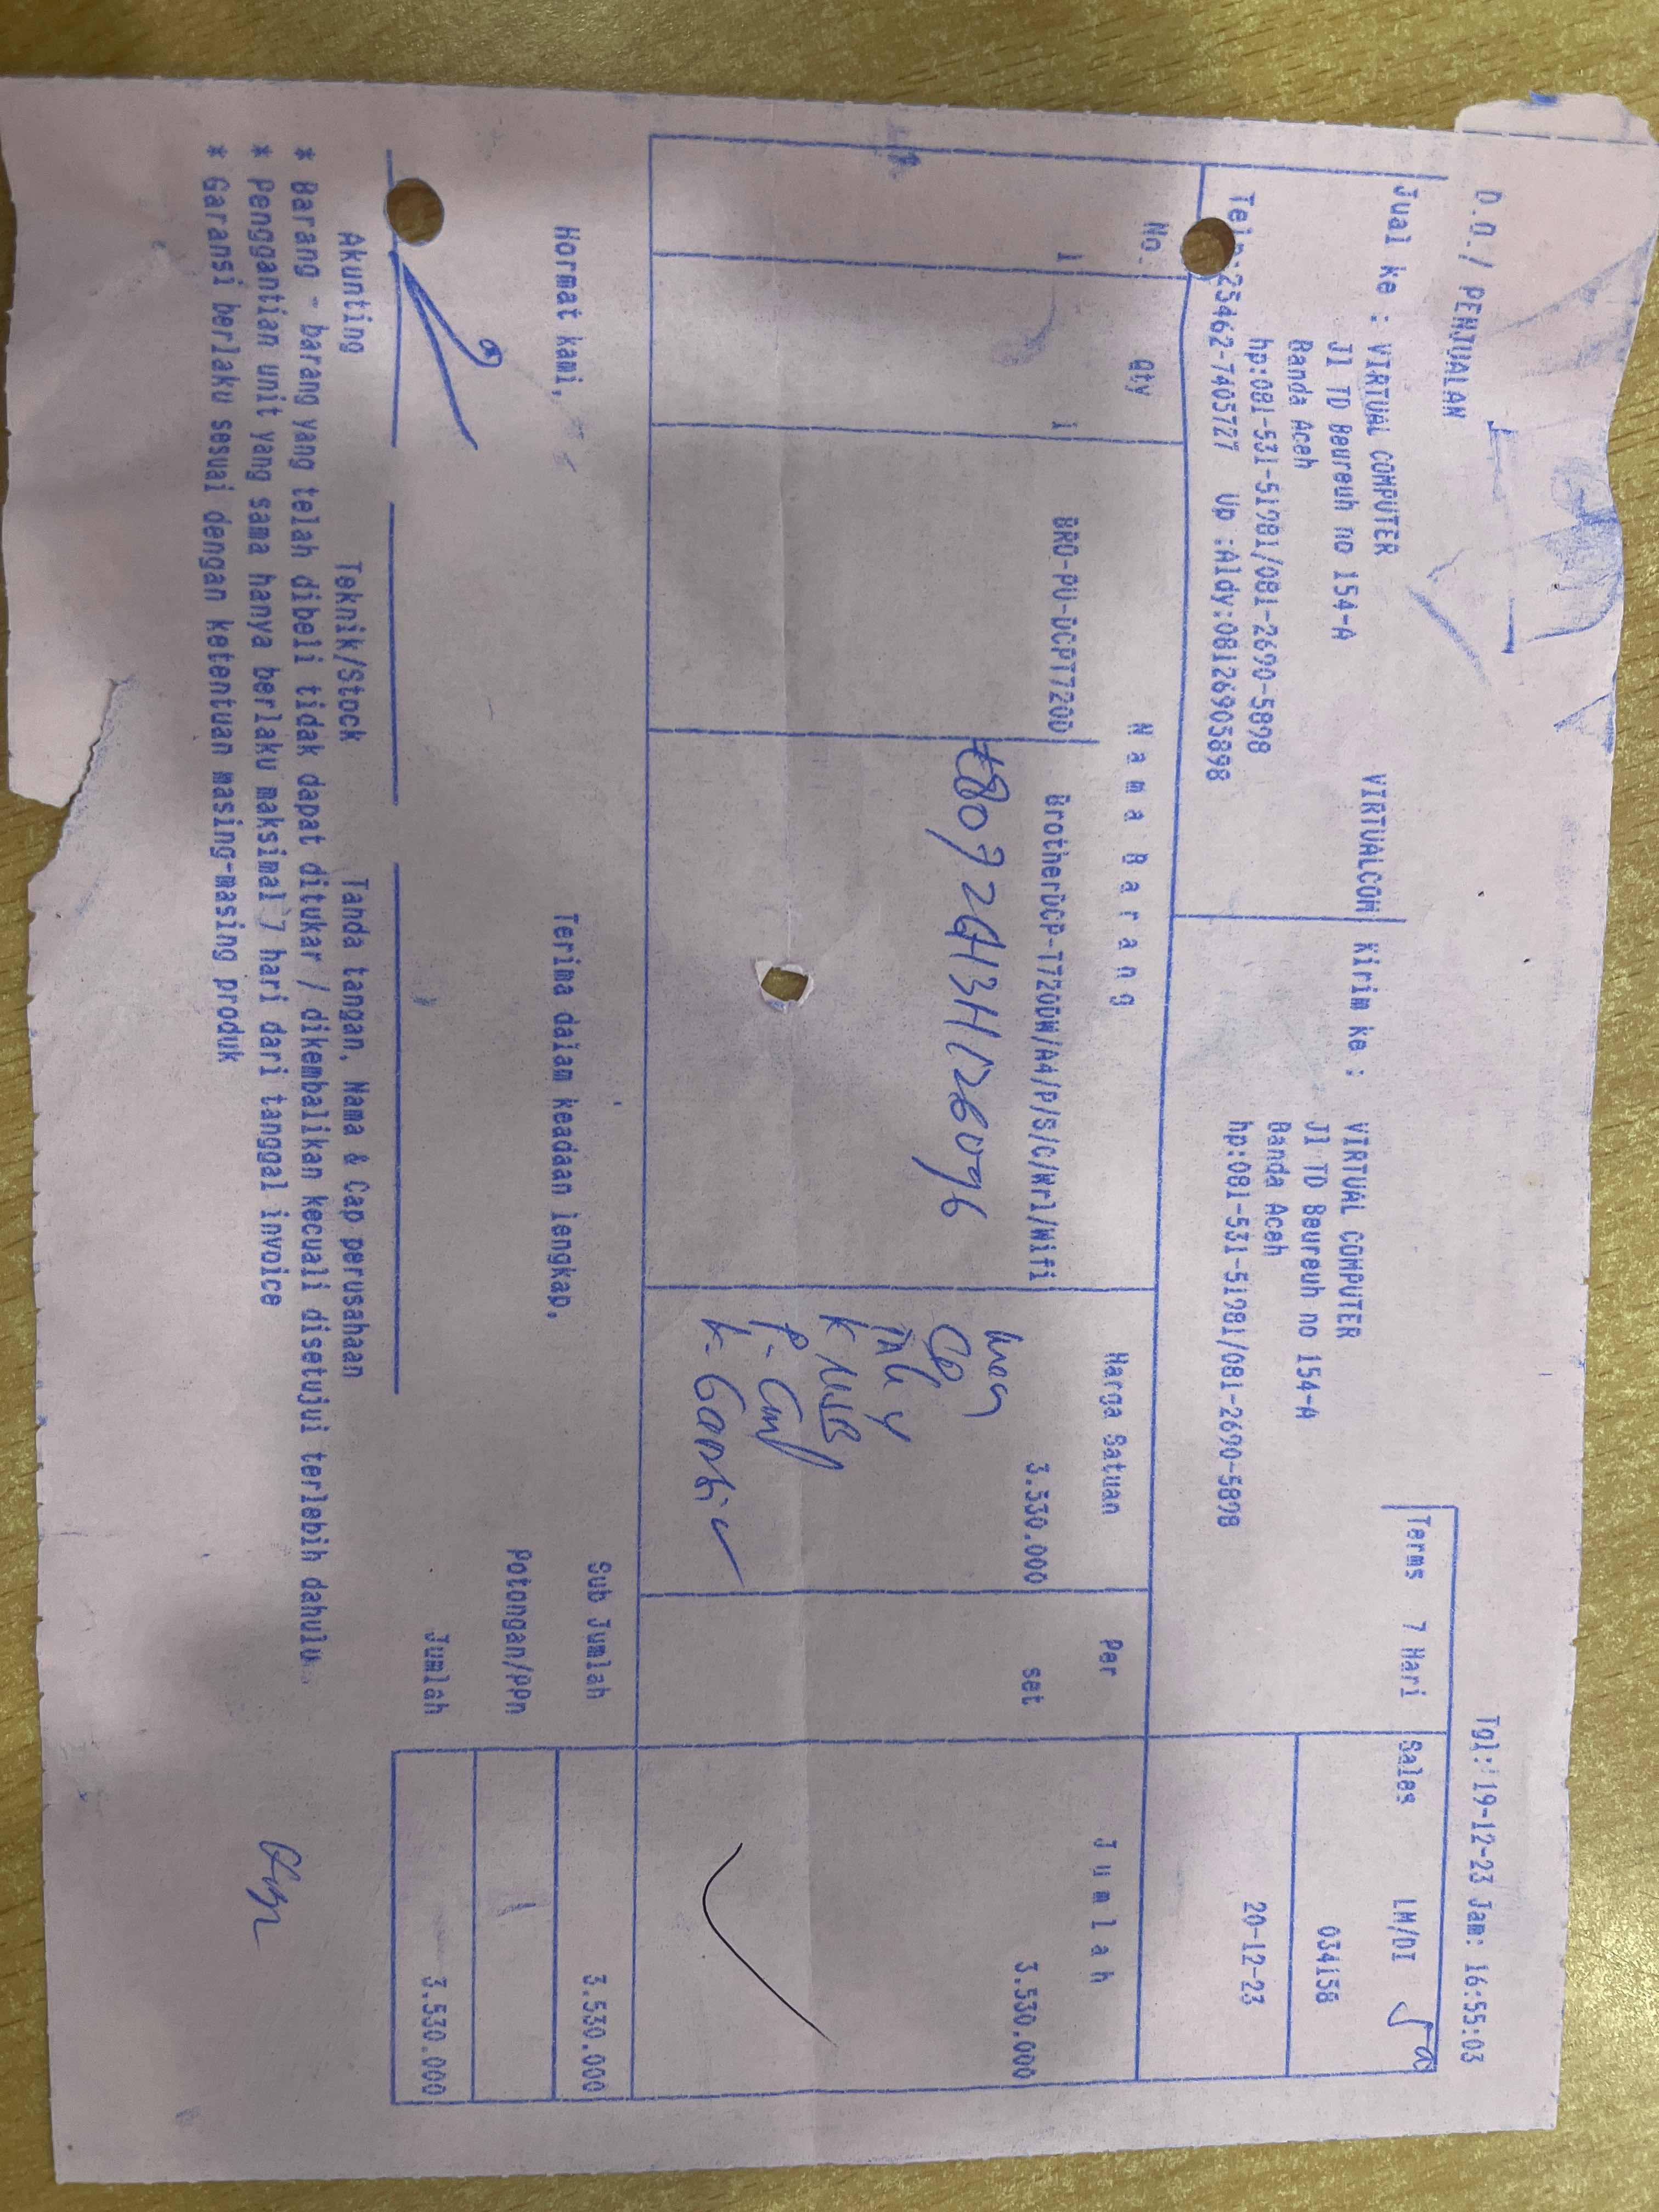 Tgl: 19-12-23 Jam: 16:55:03
D.O./ PENJUALAN
Terms 7 Hari Sales LM/DI
Jual ke : VIRTUAL COMPUTER VIRTUALCOM Kirim ke : VIRTUAL COMPUTER
Jl TD Beureuh no 154-A Jl TD Beureuh no 154-A 034158
Banda Aceh Banda Aceh
hp:081-531-51981/081-2690-5898 hp:081-531-51981/081-2690-5898 20-12-23
Telp:25462-7405727 Up :Aldy:08126905898
No. Qty Nama Barang Harga Satuan Per Jumlah
1 1 BRO-PU-DCPT720D BrotherDCP-T720DW/A4/P/S/C/Wrl/Wifi 3.530.000 set 3.530.000
CD
k USB
Hormat kami, Terima dalam keadaan lengkap, Sub Jumlah 3.530.000
Potongan/PPn
Jumlah 3.530.000
Akunting Teknik/Stock Tanda tangan, Nama & Cap perusahaan
* Barang - barang yang telah dibeli tidak dapat ditukar / dikembalikan kecuali disetujui terlebih dahulu.
* Penggantian unit yang sama hanya berlaku maksimal 7 hari dari tanggal invoice
* Garansi berlaku sesuai dengan ketentuan masing-masing produk